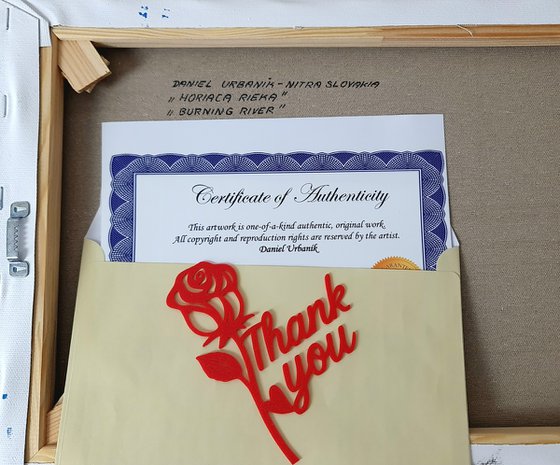 DANIEL URBANIK - NITRA SLOVAKIA
„HORIACA RIEKA"
„BURNING RIVER"
Certificate of Authenticity
This artwork is one-of-a-kind authentic, original work.
All copyright and reproduction rights are reserved by the artist.
Daniel Urbanik
Thank
you